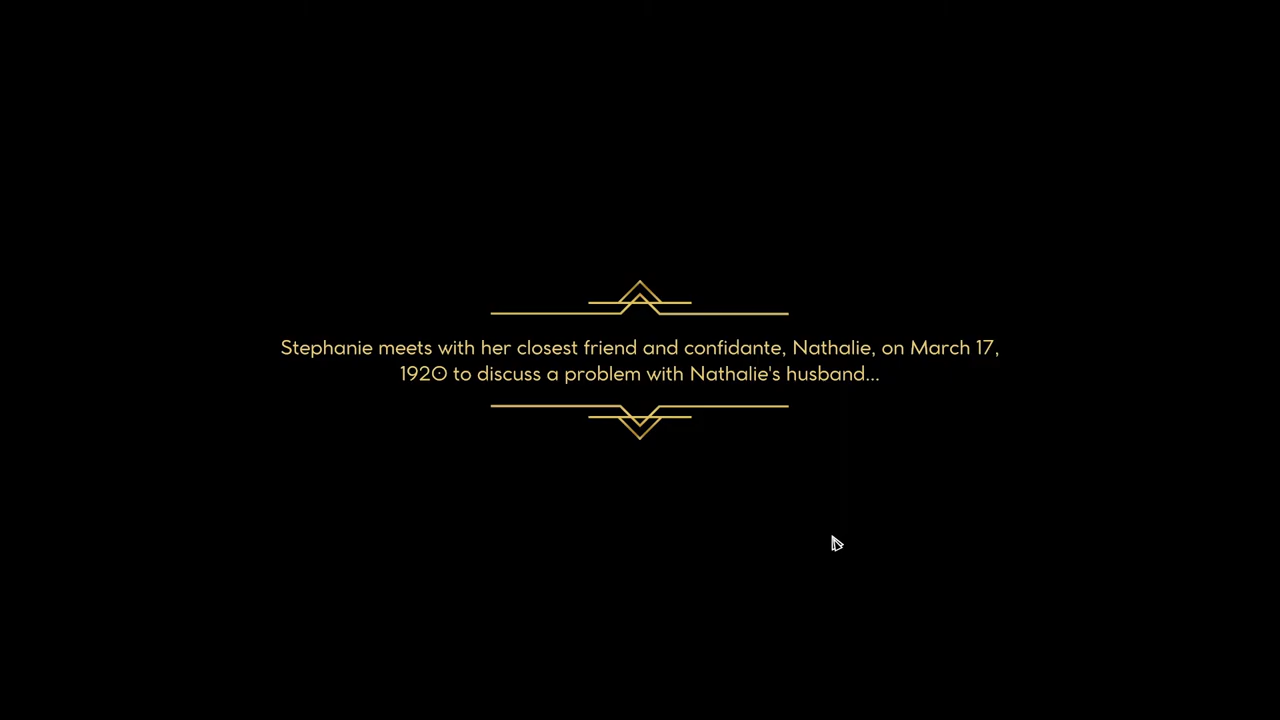 Stephanie meets with her closest friend and confidante, Nathalie, on March 17,
1920 to discuss a problem with Nathalie's husband...